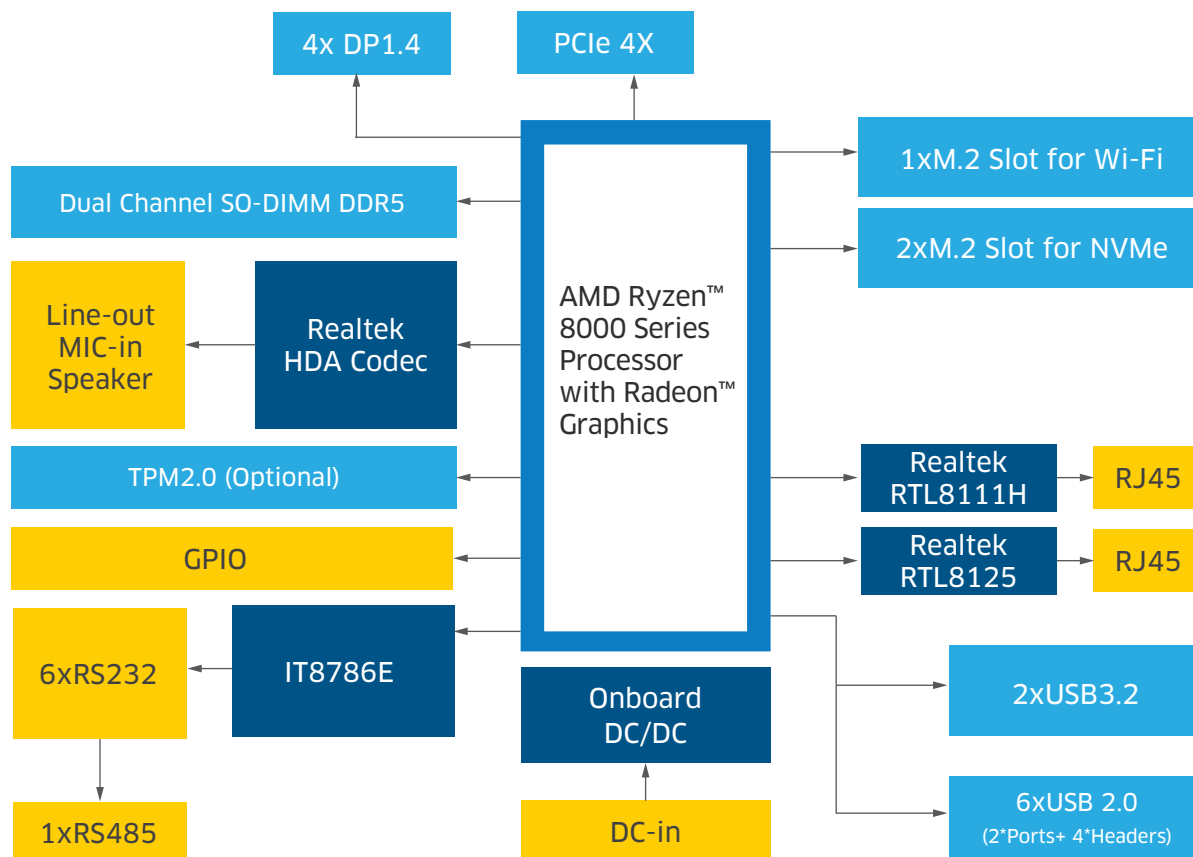 4x DP1.4
PCIe 4X
1xM.2 Slot for Wi-Fi
Dual Channel SO-DIMM DDR5
2xM.2 Slot for NVMe
Line-out
MIC-in
Speaker
Realtek
HDA Codec
AMD Ryzen™
8000 Series
Processor
with Radeon™
Graphics
TPM2.0 (Optional)
Realtek
RTL8111H
RJ45
GPIO
Realtek
RTL8125
RJ45
6xRS232
IT8786E
Onboard
DC/DC
2xUSB3.2
1xRS485
DC-in
6xUSB 2.0
(2*Ports+ 4*Headers)